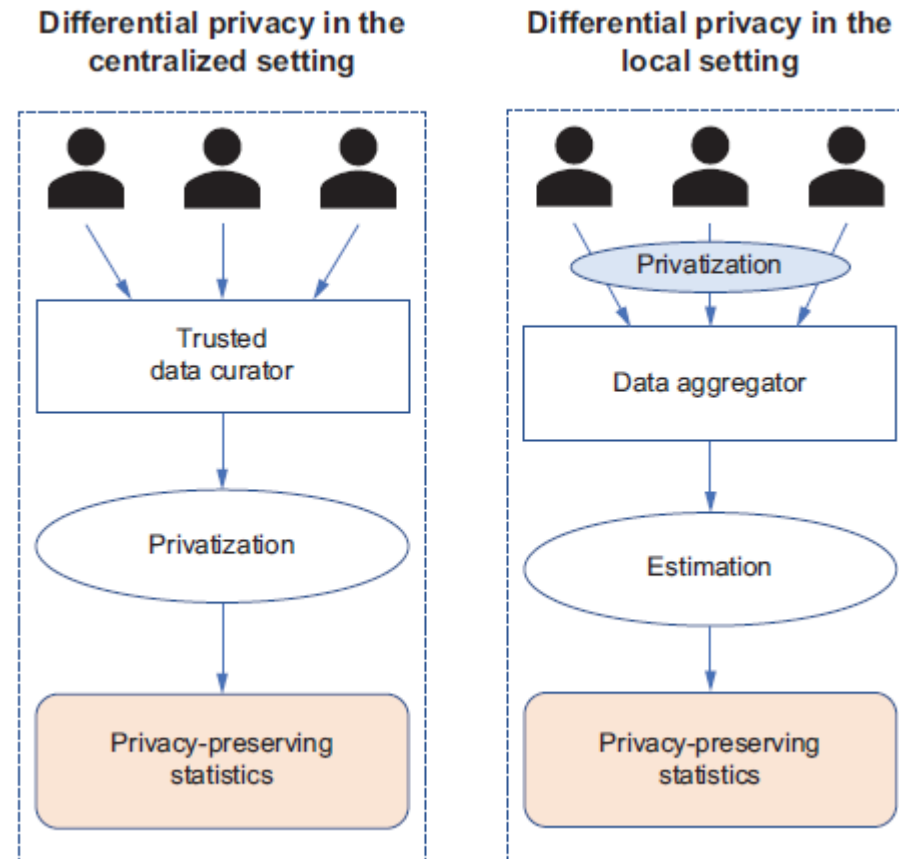 Differential privacy in the
centralized setting
Trusted
data curator
Privatization
Privacy-preserving
statistics
Differential privacy in the
local setting
Privatization
Data aggregator
Estimation
Privacy-preserving
statistics